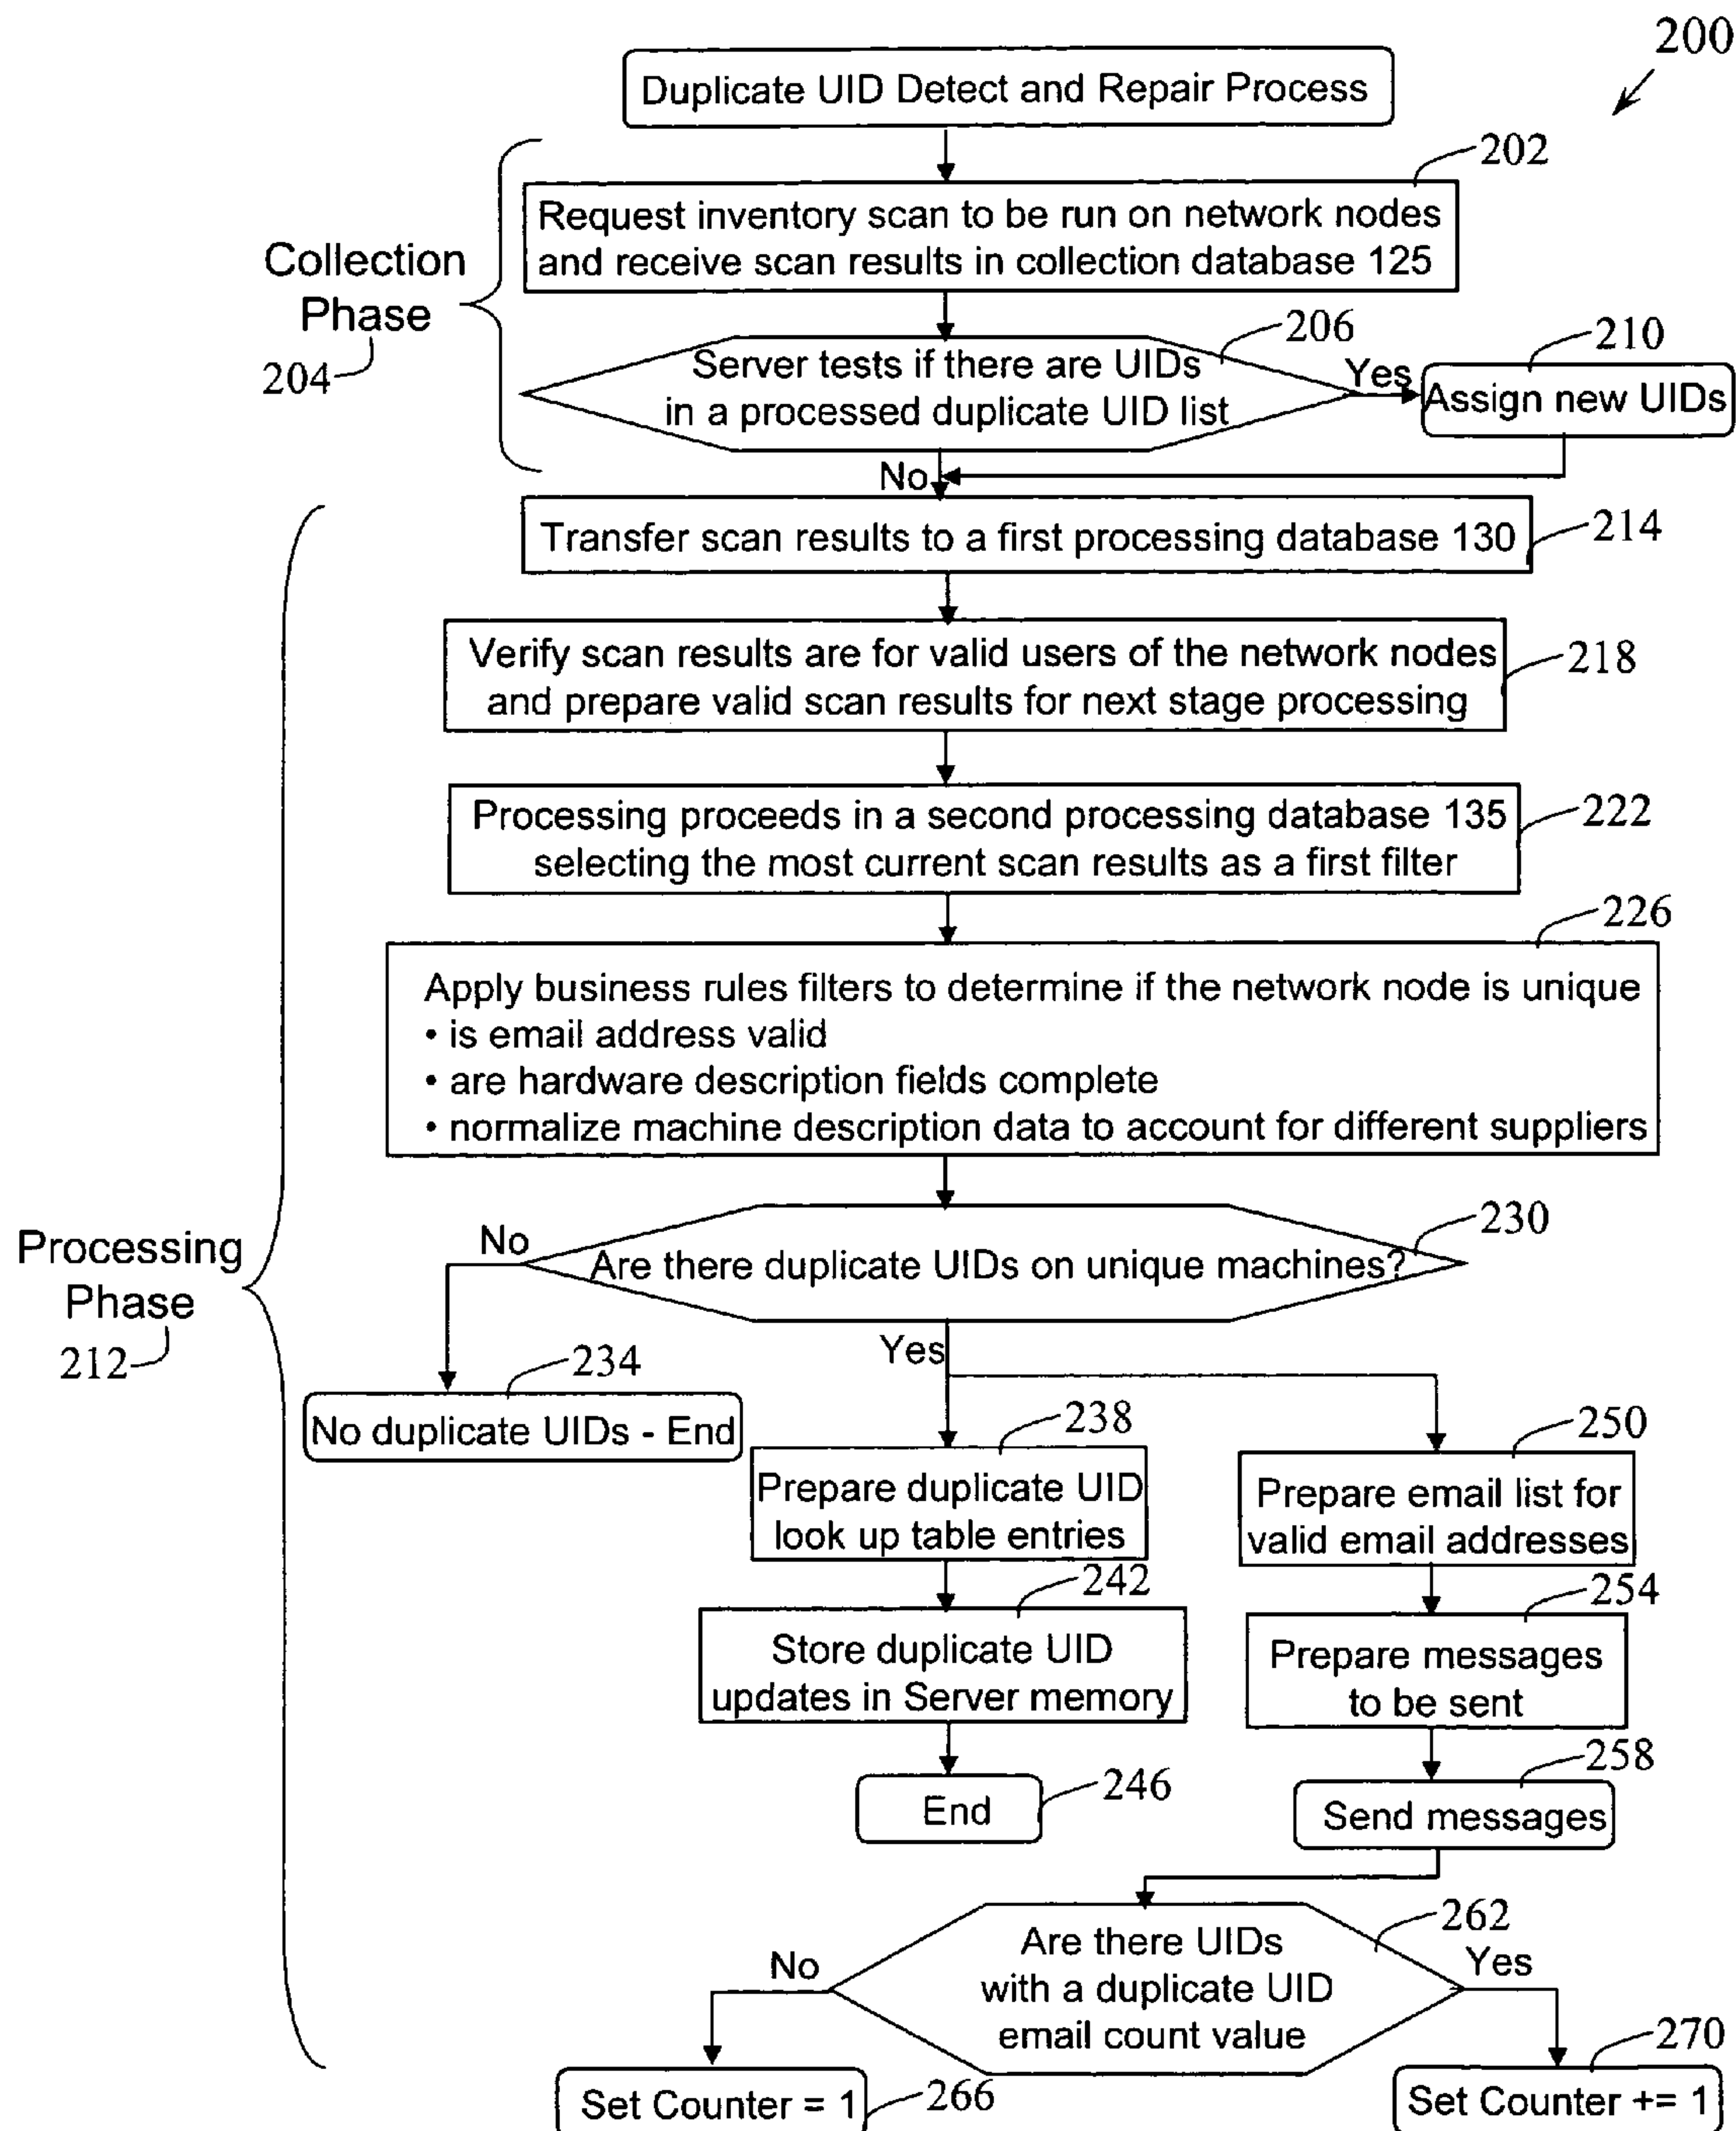 200
Duplicate UID Detect and Repair Process
202
Request inventory scan to be run on network nodes
and receive scan results in collection database 125
Collection
Phase
204
206
Server tests if there are UIDs
in a processed duplicate UID list
Yes
210
Assign new UIDs
No
Transfer scan results to a first processing database 130
214
Verify scan results are for valid users of the network nodes
and prepare valid scan results for next stage processing
218
Processing proceeds in a second processing database 135
selecting the most current scan results as a first filter
222
226
Apply business rules filters to determine if the network node is unique
• is email address valid
• are hardware description fields complete
• normalize machine description data to account for different suppliers
Processing
Phase
212
230
No
Are there duplicate UIDs on unique machines?
Yes
234
No duplicate UIDs - End
238
Prepare duplicate UID
look up table entries
242
Store duplicate UID
updates in Server memory
End
246
250
Prepare email list for
valid email addresses
254
Prepare messages
to be sent
258
Send messages
262
Are there UIDs
with a duplicate UID
email count value
No
Yes
Set Counter = 1
266
270
Set Counter += 1